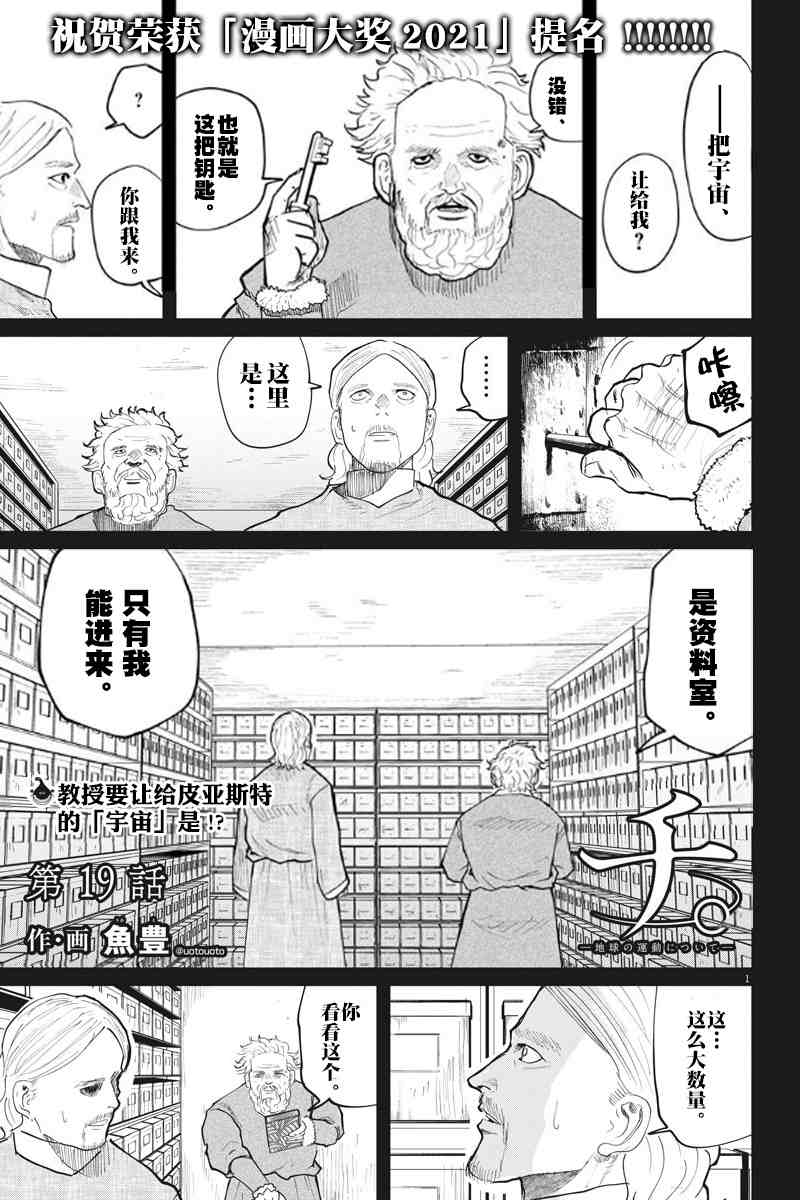 祝贺荣获「漫画大奖2021」提名!!!!!!!!
——把宇宙、
让给我？
没错、
也就是
这把钥匙。
？
你跟我来。
咔嚓
……
这里
是…
是资料室。
只有我
能进来。
教授要让给皮亚斯特
的「宇宙」是!?
第19話
作・画 魚豊 @uotouoto
チ。
—地球の運動について—
1
这…
这么大数量。
你
看看这个。